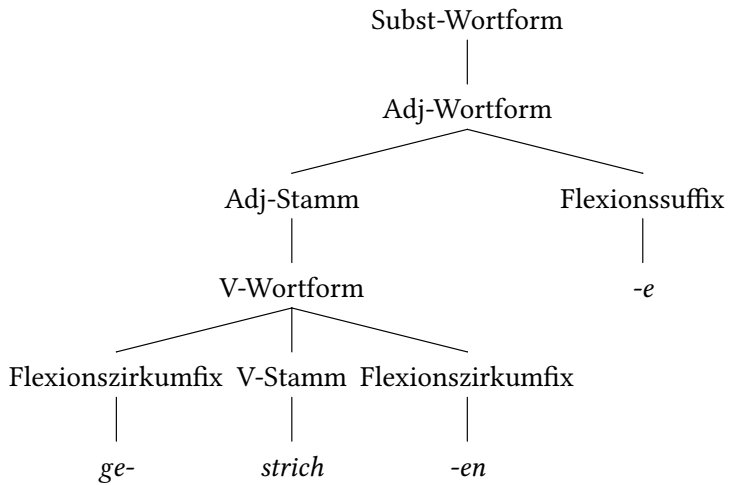 Subst-Wortform
Adj-Wortform
Adj-Stamm Flexionssuffix
V-Wortform -e
Flexionszirkumfix V-Stamm Flexionszirkumfix
ge- strich -en